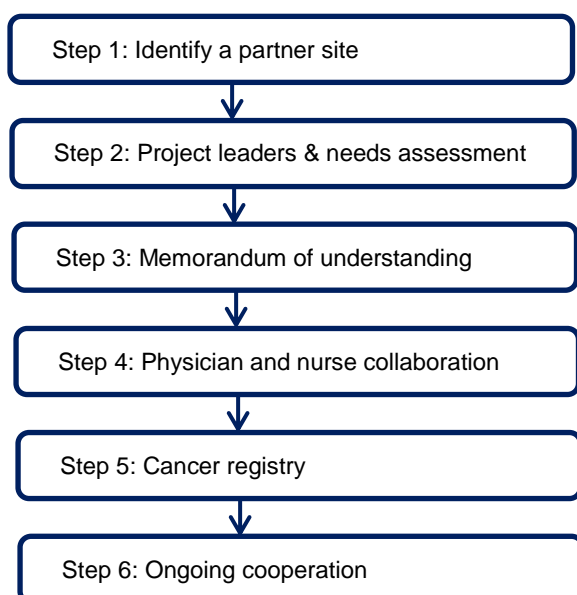 Step 1: Identify a partner site
Step 2: Project leaders & needs assessment
Step 3: Memorandum of understanding
Step 4: Physician and nurse collaboration
Step 5: Cancer registry
Step 6: Ongoing cooperation